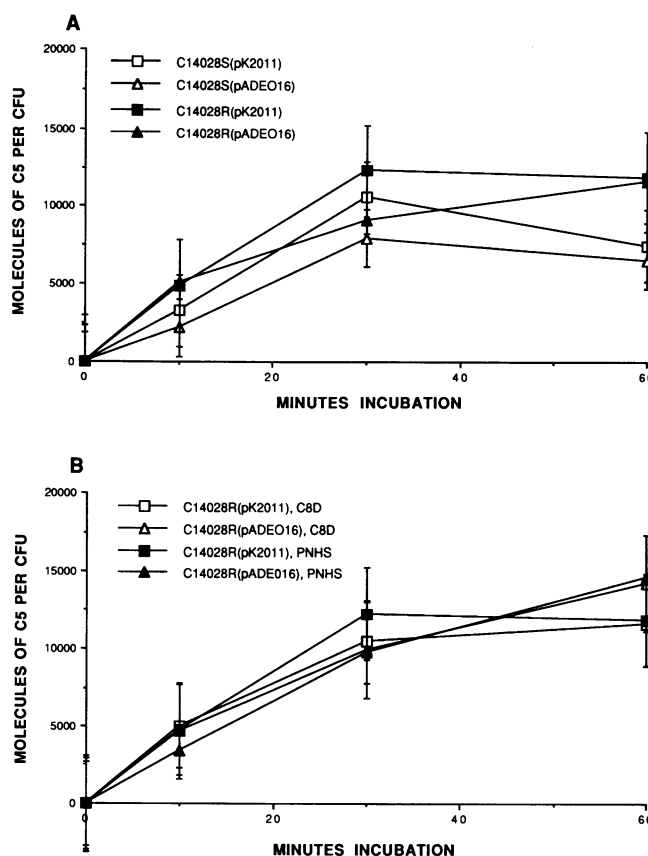 A
20000
15000
10000
5000
0
MOLECULES OF C5 PER CFU
C14028S(pK2011)
C14028S(pADEO16)
C14028R(pK2011)
C14028R(pADEO16)
0 20 40 6
MINUTES INCUBATION
B
20000
15000
10000
5000
0
MOLECULES OF C5 PER CFU
C14028R(pK2011), C8D
C14028R(pADEO16), C8D
C14028R(pK2011), PNHS
C14028R(pADE016), PNHS
0 20 40 6
MINUTES INCUBATION